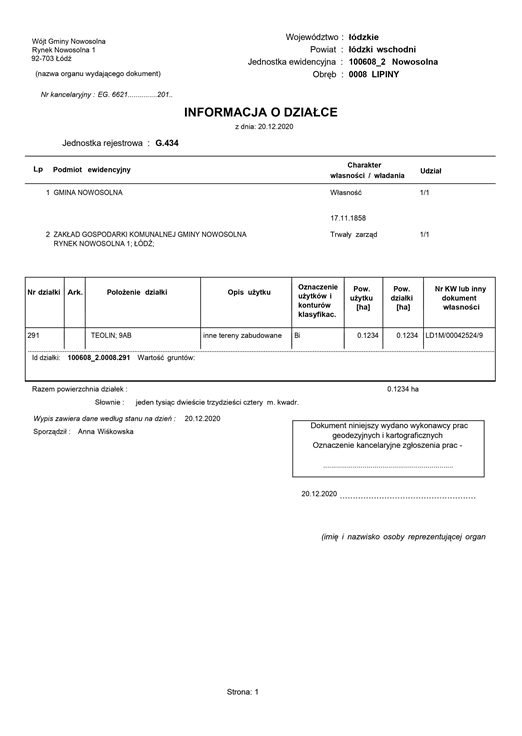 Wójt Gminy Nowosolna
Rynek Nowosolna 1
92-703 Łódź
(nazwa organu wydającego dokument)
Nr kancelaryjny : EG. 6621..............201..
Województwo : łódzkie
Powiat : łódzki wschodni
Jednostka ewidencyjna : 100608_2 Nowosolna
Obręb : 0008 LIPINY
INFORMACJA O DZIAŁCE
z dnia: 20.12.2020
Jednostka rejestrowa : G.434
Lp Podmiot ewidencyjny Charakter własności / władania Udział
1 GMINA NOWOSOLNA Własność 1/1
17.11.1858
2 ZAKŁAD GOSPODARKI KOMUNALNEJ GMINY NOWOSOLNA Trwały zarząd 1/1
RYNEK NOWOSOLNA 1; ŁÓDŹ;
Nr działki Ark. Położenie działki Opis użytku Oznaczenie użytków i konturów klasyfikac. Pow. użytku [ha] Pow. działki [ha] Nr KW lub inny dokument własności
291 TEOLIN; 9AB inne tereny zabudowane Bi 0.1234 0.1234 LD1M/00042524/9
Id działki: 100608_2.0008.291 Wartość gruntów:
Razem powierzchnia działek : 0.1234 ha
Słownie : jeden tysiąc dwieście trzydzieści cztery m. kwadr.
Wypis zawiera dane według stanu na dzień : 20.12.2020
Sporządził : Anna Wiśkowska
Dokument niniejszy wydano wykonawcy prac
geodezyjnych i kartograficznych
Oznaczenie kancelaryjne zgłoszenia prac -
................................................................
20.12.2020 ....................................................
(imię i nazwisko osoby reprezentującej organ
Strona: 1